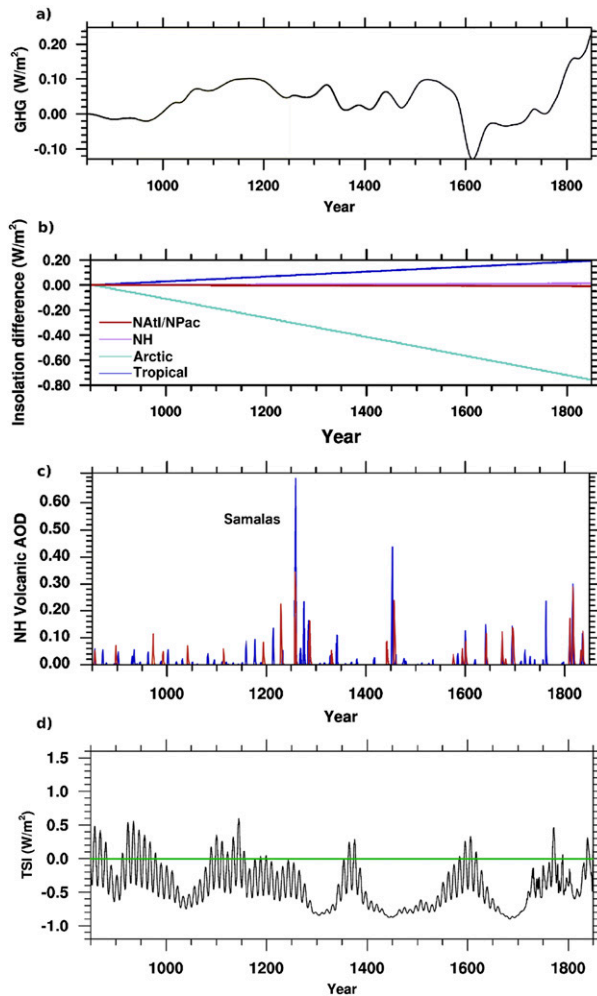 a)
GHG (W/m²)
0.20
0.10
0.00
-0.10
1000 1200 1400 1600 1800
Year
b)
Insolation difference (W/m²)
0.20
0.00
-0.20
-0.40
-0.60
-0.80
NAtl/NPac
NH
Arctic
Tropical
1000 1200 1400 1600 1800
Year
c)
NH Volcanic AOD
0.60
0.50
0.40
0.30
0.20
0.10
0.00
Samalas
1000 1200 1400 1600 1800
Year
d)
TSI (W/m²)
1.5
1.0
0.5
0.0
-0.5
-1.0
1000 1200 1400 1600 1800
Year